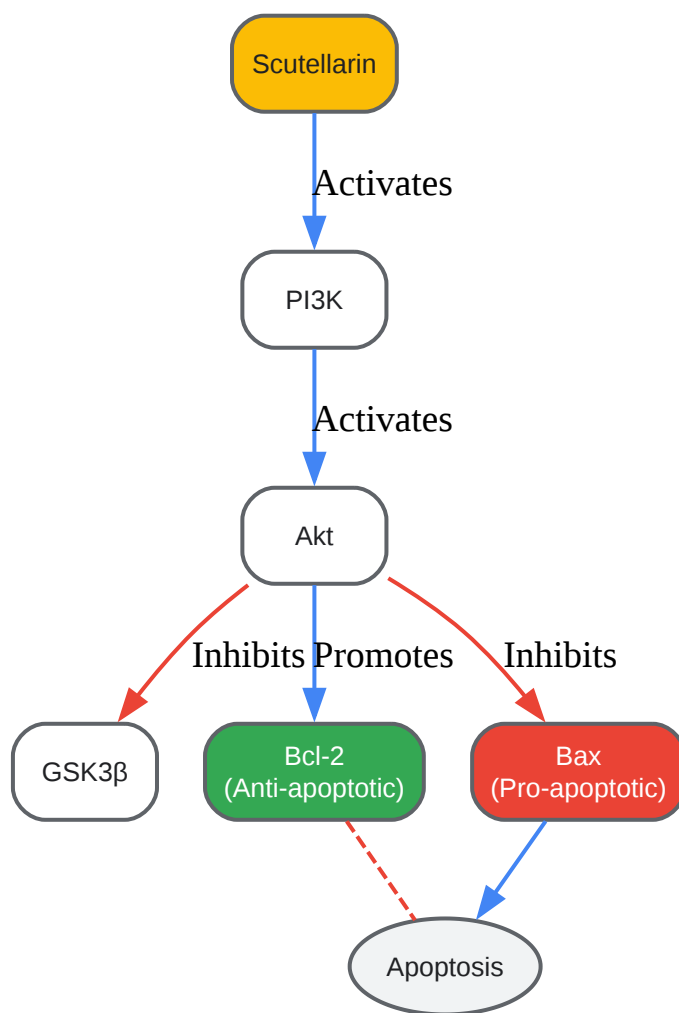 Scutellarin
Activates
PI3K
Activates
Akt
Inhibits
Promotes
Inhibits
GSK3β
Bcl-2
(Anti-apoptotic)
Bax
(Pro-apoptotic)
Apoptosis